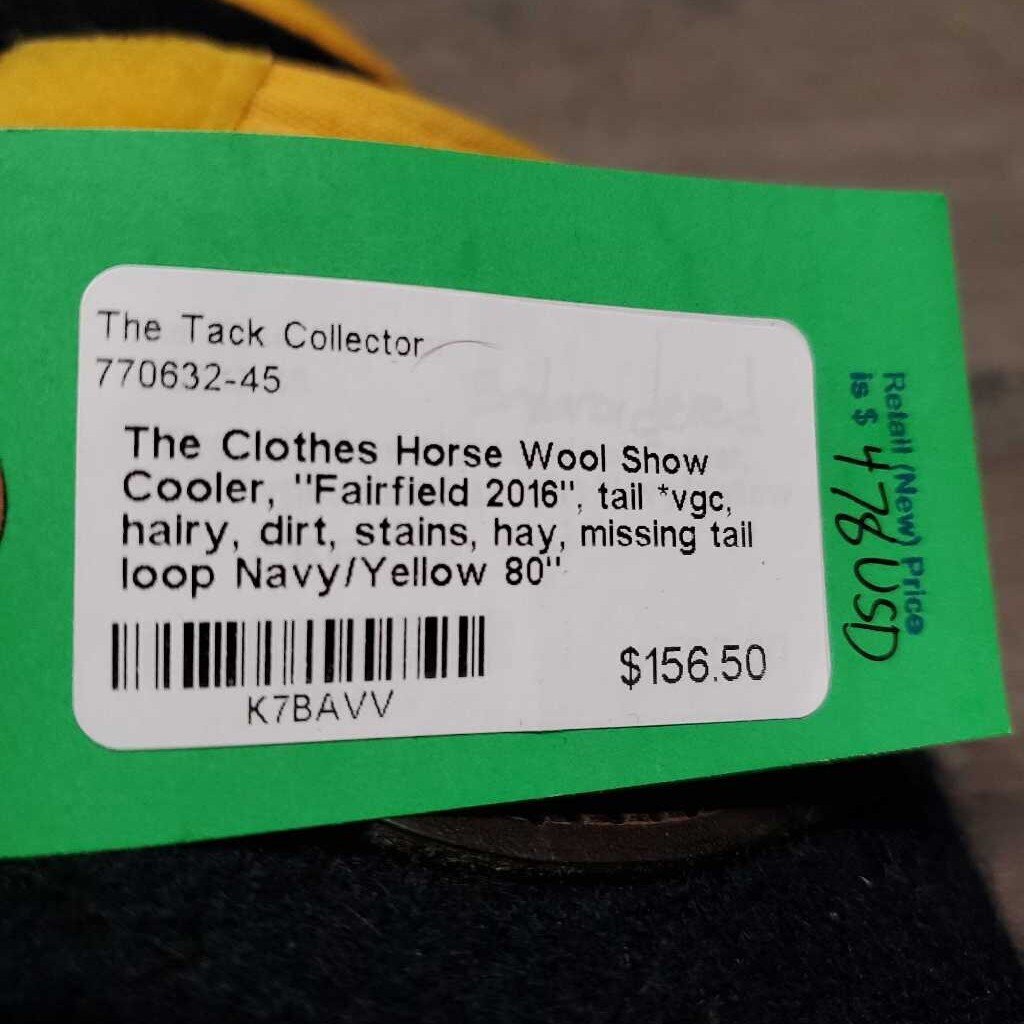 The Tack Collector
770632-45
The Clothes Horse Wool Show
Cooler, "Fairfield 2016", tail *vgc,
hairy, dirt, stains, hay, missing tail
loop Navy/Yellow 80"
K7BAVV
$156.50
Retail (New) Price
is $ 478 USD